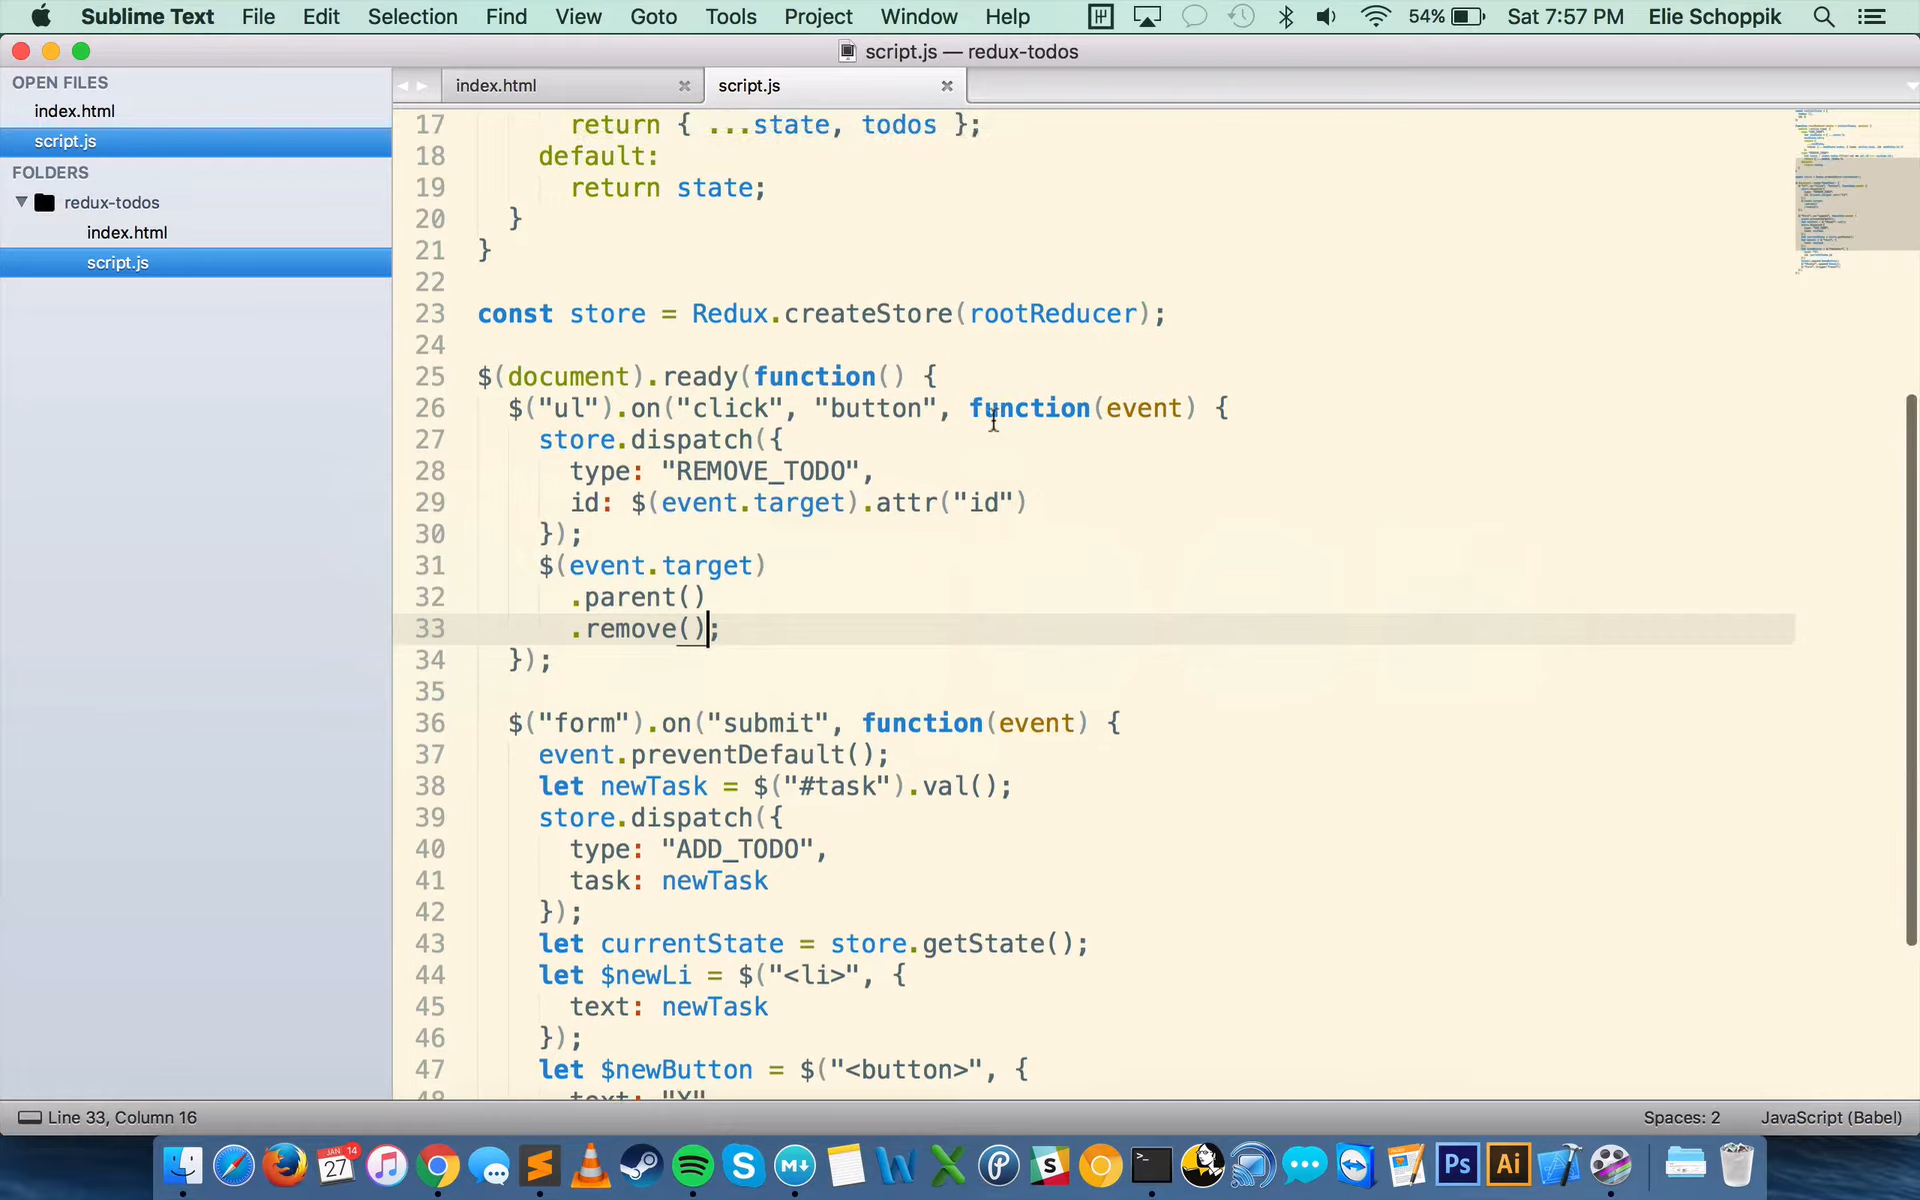 Sublime Text File Edit Selection Find View Goto Tools Project Window Help 54% Sat 7:57 PM Elie Schoppik
script.js — redux-todos
OPEN FILES
index.html
script.js
FOLDERS
redux-todos
index.html
script.js
index.html script.js
17 return { ...state, todos };
18 default:
19 return state;
20 }
21 }
22
23 const store = Redux.createStore(rootReducer);
24
25 $(document).ready(function() {
26 $("ul").on("click", "button", function(event) {
27 store.dispatch({
28 type: "REMOVE_TODO",
29 id: $(event.target).attr("id")
30 });
31 $(event.target)
32 .parent()
33 .remove();
34 });
35
36 $("form").on("submit", function(event) {
37 event.preventDefault();
38 let newTask = $("#task").val();
39 store.dispatch({
40 type: "ADD_TODO",
41 task: newTask
42 });
43 let currentState = store.getState();
44 let $newLi = $("<li>", {
45 text: newTask
46 });
47 let $newButton = $("<button>", {
48 text: "X"
Line 33, Column 16 Spaces: 2 JavaScript (Babel)
JAN 27 14
Ps Ai